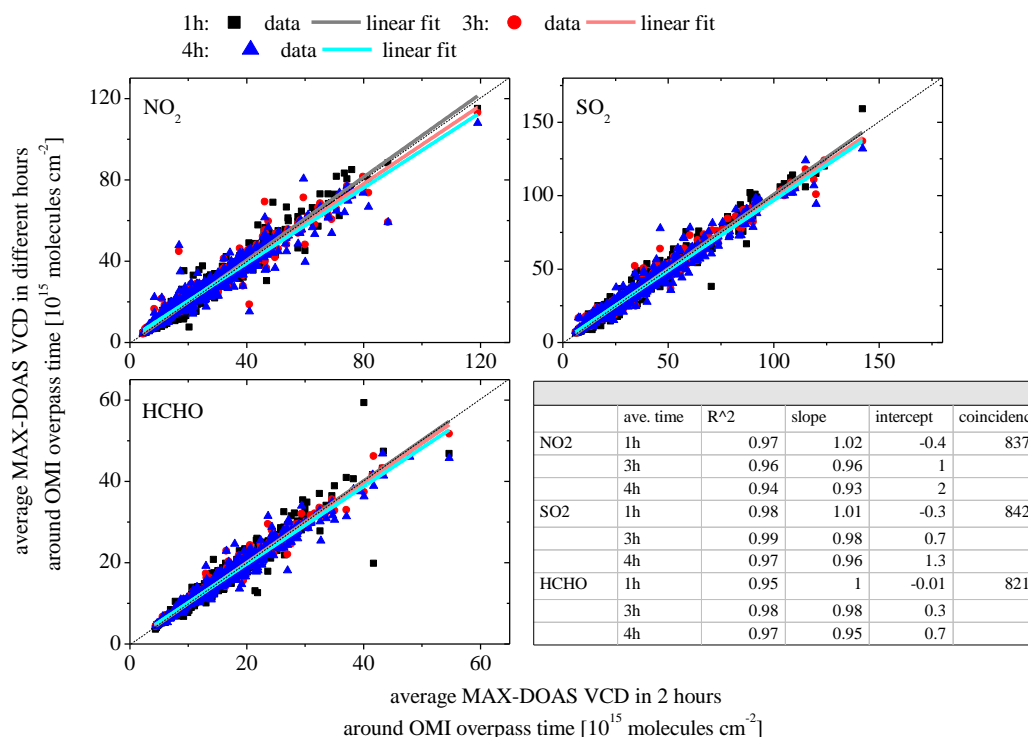 1h: data linear fit 3h: data linear fit
4h: data linear fit
NO2
120
80
40
0
0 40 80 120
SO2
150
100
50
0
0 50 100 150
HCHO
60
40
20
0
0 20 40 60
average MAX-DOAS VCD in different hours
around OMI overpass time [10^15 molecules cm^-2]
ave. time R^2 slope intercept coincidenc
NO2 1h 0.97 1.02 -0.4 837
3h 0.96 0.96 1
4h 0.94 0.93 2
SO2 1h 0.98 1.01 -0.3 842
3h 0.99 0.98 0.7
4h 0.97 0.96 1.3
HCHO 1h 0.95 1 -0.01 821
3h 0.98 0.98 0.3
4h 0.97 0.95 0.7
average MAX-DOAS VCD in 2 hours
around OMI overpass time [10^15 molecules cm^-2]